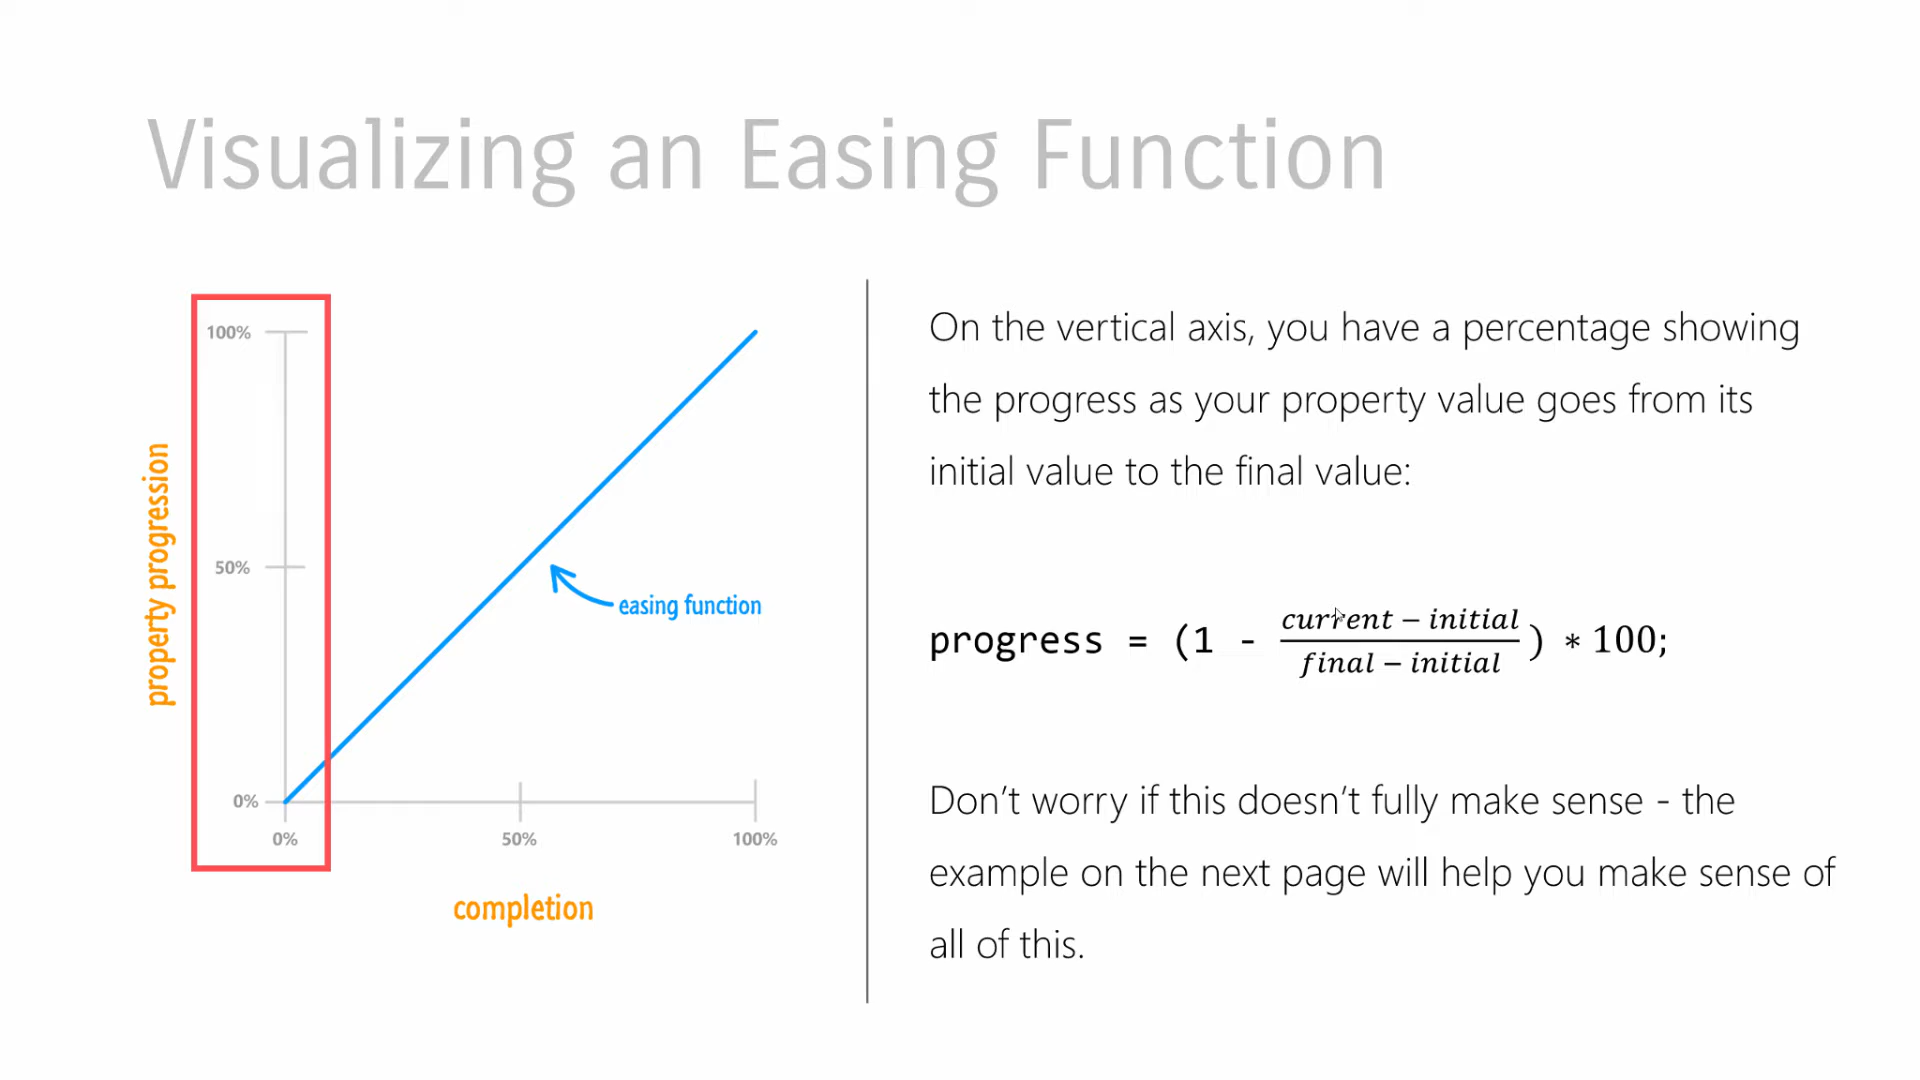 Visualizing an Easing Function
100%
50%
0%
0%
50%
100%
property progression
completion
easing function
On the vertical axis, you have a percentage showing
the progress as your property value goes from its
initial value to the final value:
progress = (1 - \frac{current − initial}{final − initial}) ∗ 100;
Don’t worry if this doesn’t fully make sense - the
example on the next page will help you make sense of
all of this.